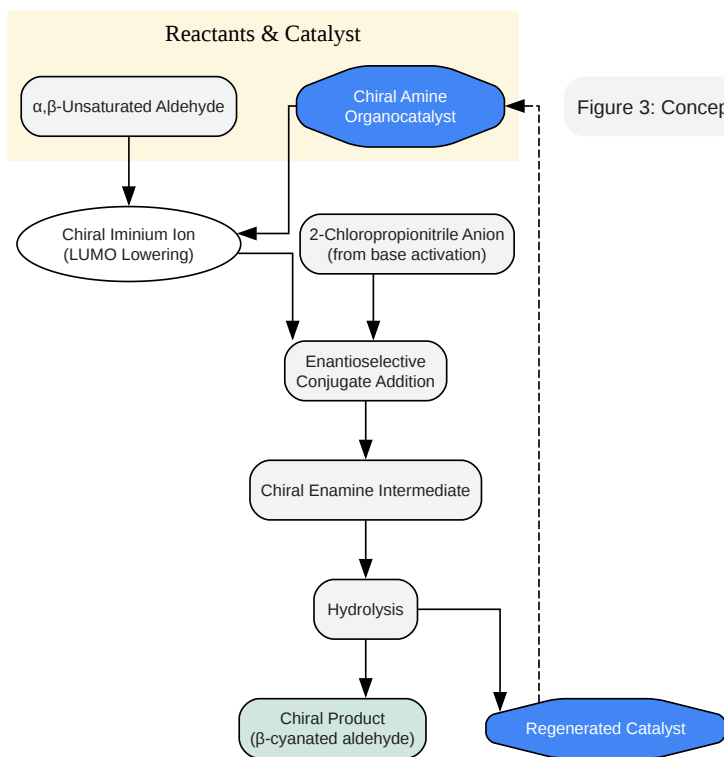 Reactants & Catalyst
α,β-Unsaturated Aldehyde
Chiral Amine
Organocatalyst
Figure 3: Concep
Chiral Iminium Ion
(LUMO Lowering)
2-Chloropropionitrile Anion
(from base activation)
Enantioselective
Conjugate Addition
Chiral Enamine Intermediate
Hydrolysis
Chiral Product
(β-cyanated aldehyde)
Regenerated Catalyst